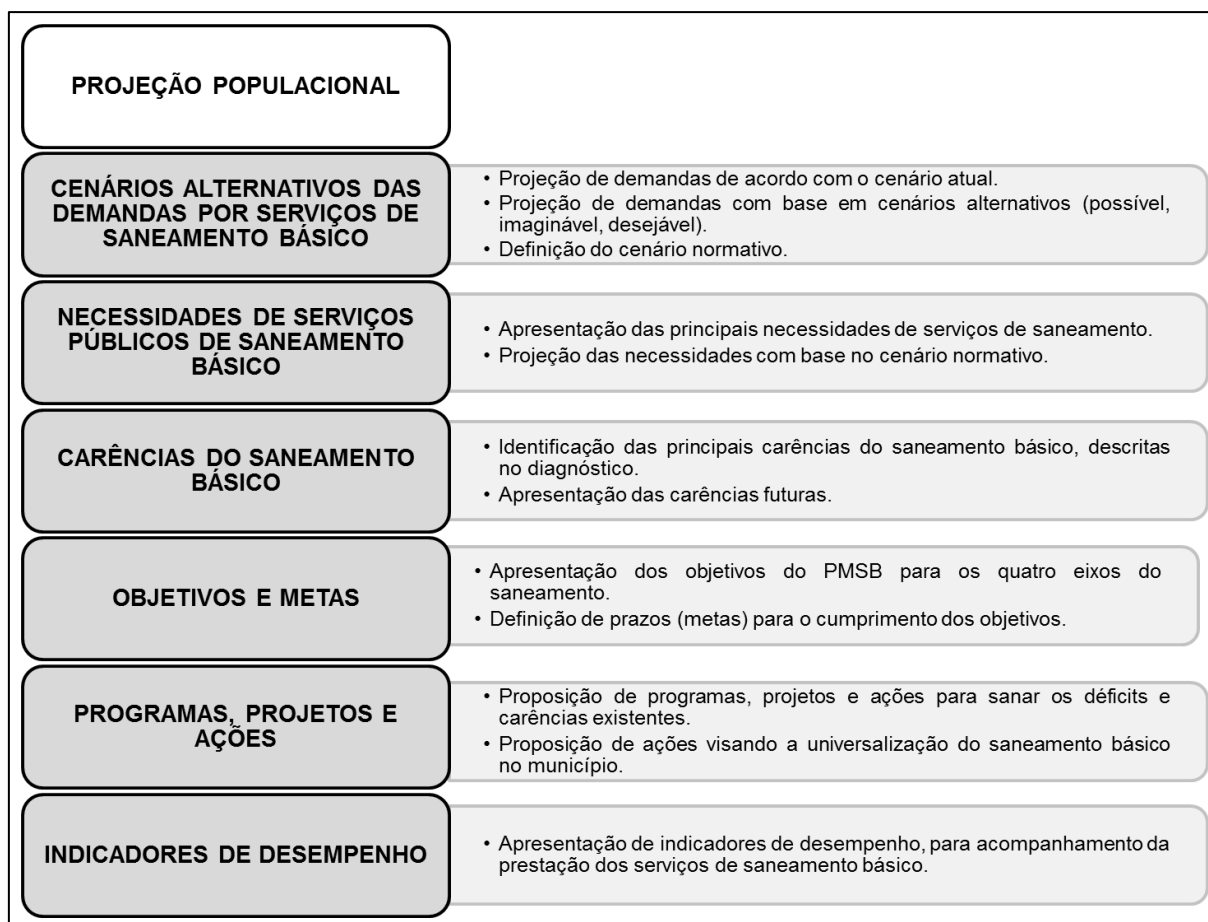 PROJEÇÃO POPULACIONAL
CENÁRIOS ALTERNATIVOS DAS
DEMANDAS POR SERVIÇOS DE
SANEAMENTO BÁSICO
• Projeção de demandas de acordo com o cenário atual.
• Projeção de demandas com base em cenários alternativos (possível,
imaginável, desejável).
• Definição do cenário normativo.
NECESSIDADES DE SERVIÇOS
PÚBLICOS DE SANEAMENTO
BÁSICO
• Apresentação das principais necessidades de serviços de saneamento.
• Projeção das necessidades com base no cenário normativo.
CARÊNCIAS DO SANEAMENTO
BÁSICO
• Identificação das principais carências do saneamento básico, descritas
no diagnóstico.
• Apresentação das carências futuras.
OBJETIVOS E METAS
• Apresentação dos objetivos do PMSB para os quatro eixos do
saneamento.
• Definição de prazos (metas) para o cumprimento dos objetivos.
PROGRAMAS, PROJETOS E
AÇÕES
• Proposição de programas, projetos e ações para sanar os déficits e
carências existentes.
• Proposição de ações visando a universalização do saneamento básico
no município.
INDICADORES DE DESEMPENHO
• Apresentação de indicadores de desempenho, para acompanhamento da
prestação dos serviços de saneamento básico.